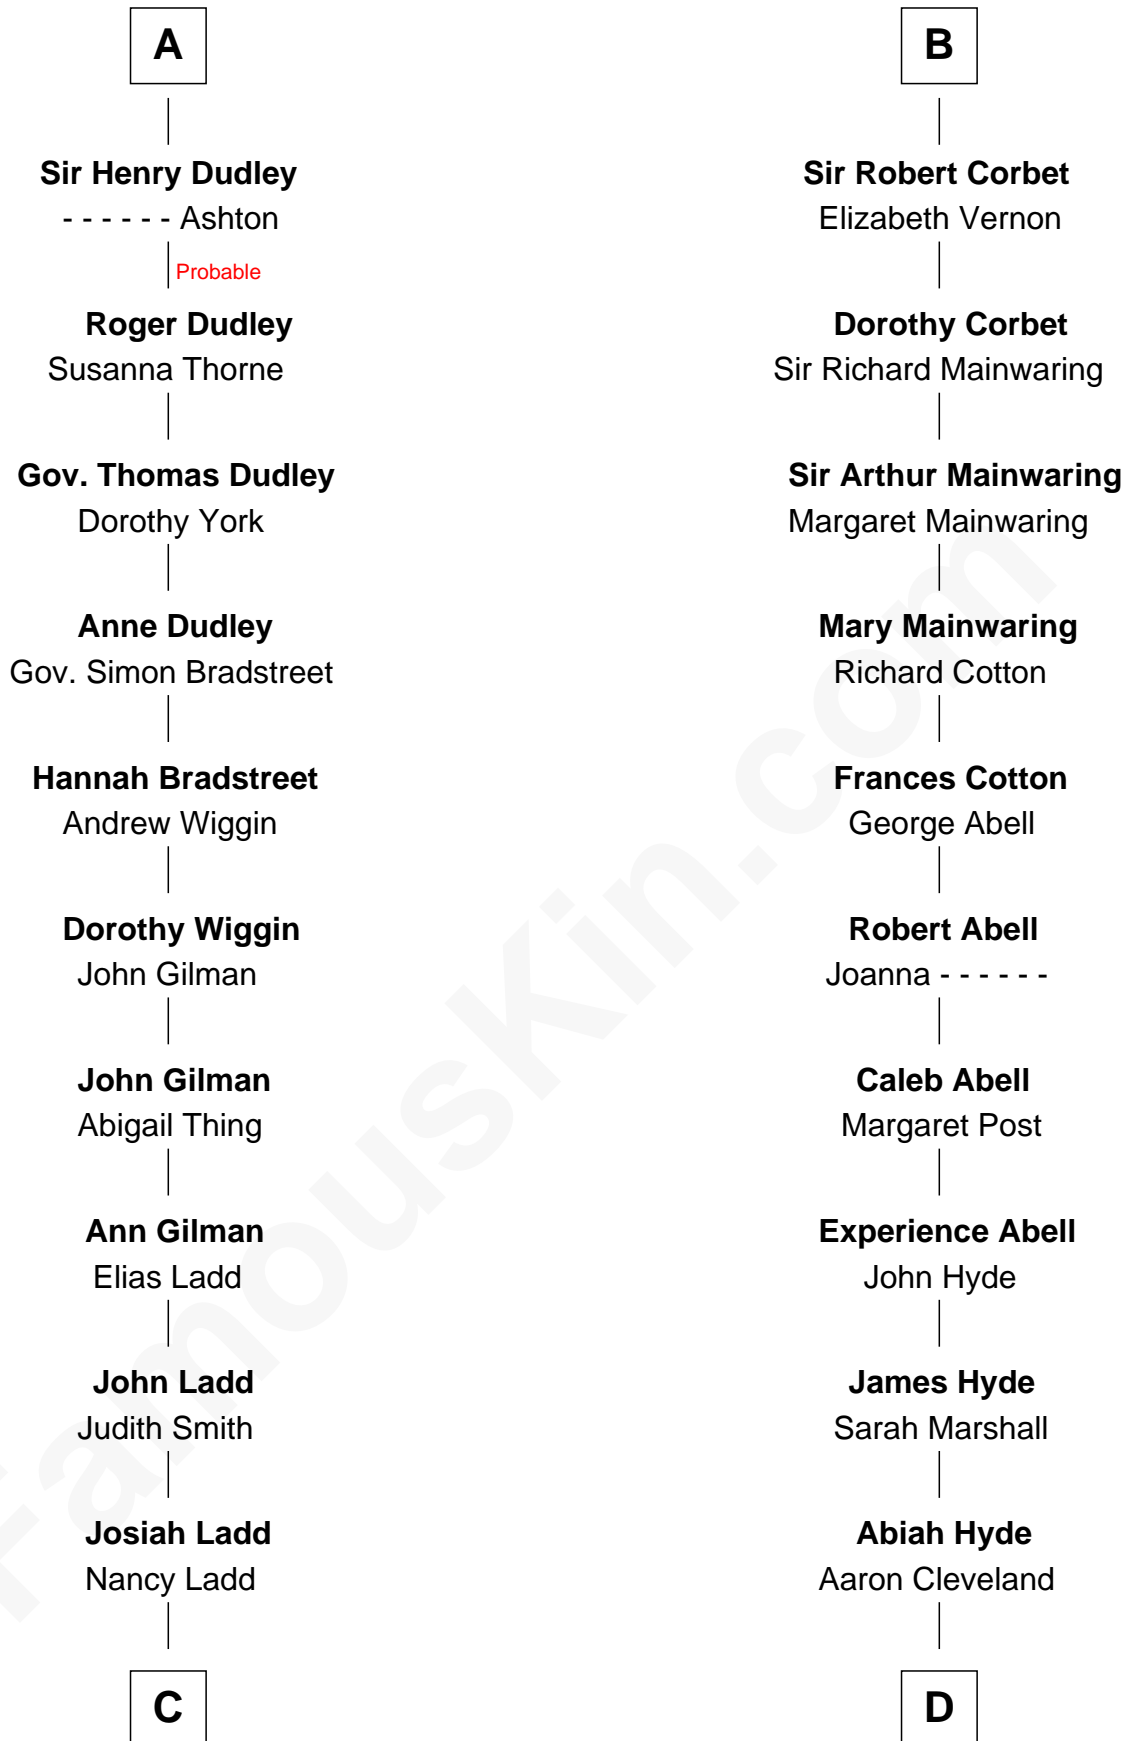 A
Sir Henry Dudley
- - - - - - Ashton
Probable
Roger Dudley
Susanna Thorne
Gov. Thomas Dudley
Dorothy York
Anne Dudley
Gov. Simon Bradstreet
Hannah Bradstreet
Andrew Wiggin
Dorothy Wiggin
John Gilman
John Gilman
Abigail Thing
Ann Gilman
Elias Ladd
John Ladd
Judith Smith
Josiah Ladd
Nancy Ladd
C
B
Sir Robert Corbet
Elizabeth Vernon
Dorothy Corbet
Sir Richard Mainwaring
Sir Arthur Mainwaring
Margaret Mainwaring
Mary Mainwaring
Richard Cotton
Frances Cotton
George Abell
Robert Abell
Joanna - - - - - -
Caleb Abell
Margaret Post
Experience Abell
John Hyde
James Hyde
Sarah Marshall
Abiah Hyde
Aaron Cleveland
D
FamousKin.com